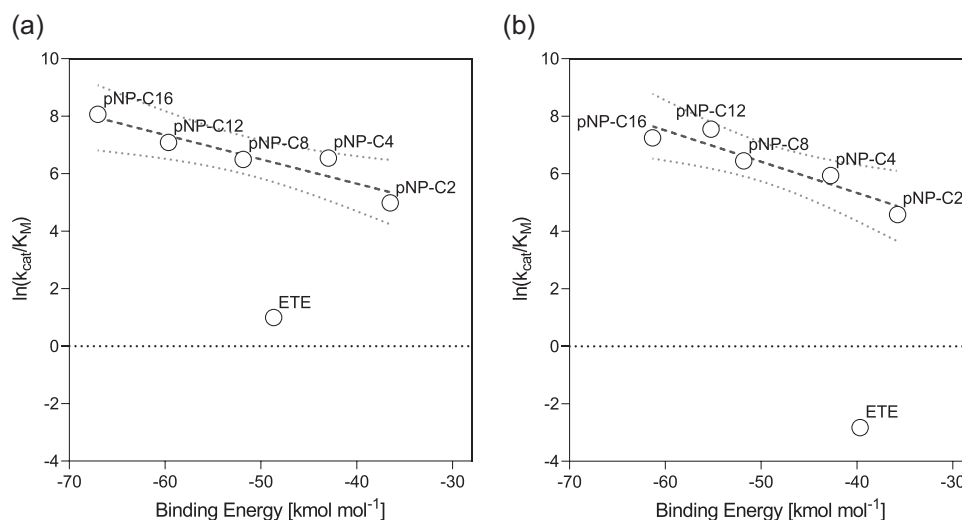 (a)
10
8
6
4
2
0
-2
-4
ln(kcat/KM)
pNP-C16
pNP-C12
pNP-C8
pNP-C4
pNP-C2
ETE
-70 -60 -50 -40 -30
Binding Energy [kmol mol-1]
(b)
10
8
6
4
2
0
-2
-4
ln(kcat/KM)
pNP-C12
pNP-C16
pNP-C8
pNP-C4
pNP-C2
ETE
-70 -60 -50 -40 -30
Binding Energy [kmol mol-1]